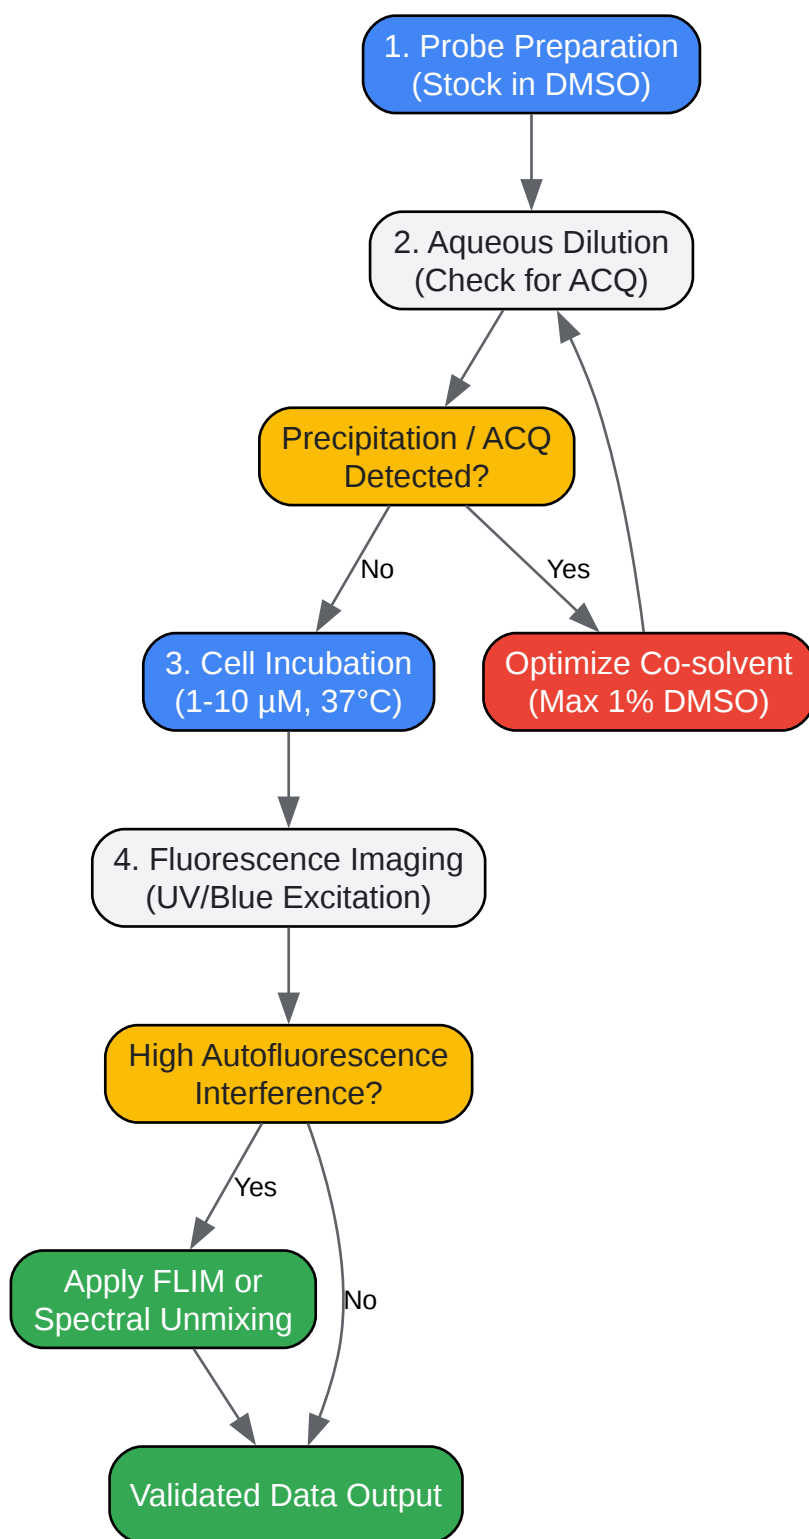 1. Probe Preparation
(Stock in DMSO)
2. Aqueous Dilution
(Check for ACQ)
Precipitation / ACQ
Detected?
No
Yes
3. Cell Incubation
(1-10 µM, 37°C)
Optimize Co-solvent
(Max 1% DMSO)
4. Fluorescence Imaging
(UV/Blue Excitation)
High Autofluorescence
Interference?
Yes
Apply FLIM or
Spectral Unmixing
No
Validated Data Output